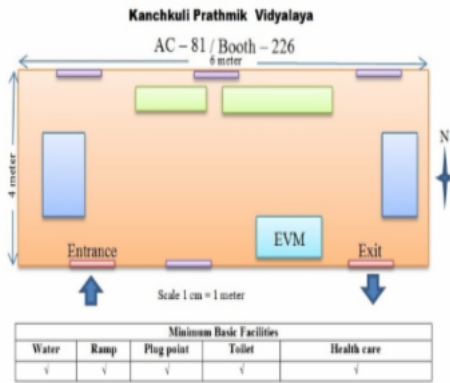 Kanchkuli Prathmik Vidyalaya
AC – 81 / Booth – 226
6 meter
4 meter
N
EVM
Entrance
Exit
Scale 1 cm = 1 meter
Minimum Basic Facilities
Water Ramp Plug point Toilet Health care
√ √ √ √ √